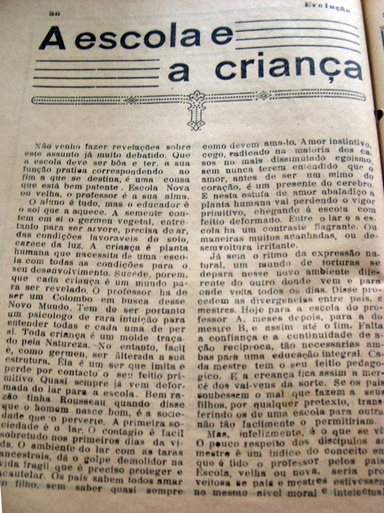 86
Evolução
A escola e
a criança
Não venho fazer revelações sobre
este assunto já muito debatido. Que
a escola deve ser bôa e ter, a sua
função pratica correspondendo ao
fim a que se destina, é uma cousa
que está bem patente. Escola Nova
ou velha, o professor é a sua alma.
O aluno é tudo, mas o educador é
o sol que a aquece. A semente con-
tem em si o germen vegetal, entre-
tanto para ser arvore, precisa do ar,
das condições favoraveis do solo,
carece da luz. A criança é planta
humana que necessita de uma esco-
la com todas as condições para o
seu desenvolvimento. Sucéde, porem,
que cada criança é um mundo pa-
ra ser revelado. O professor ha de
ser um Colombo em busca desse
Novo Mundo. Tem de ser portanto
um psicologo de rara intuição para
entender todas e cada uma de per
si. Toda criança é um molde traça-
do pela Natureza. No entanto, facil
e, como germen, ser alterada a sua
estrutura. Ela é um ser que imita e
perde por contacto o seu feitio pri-
mitivo. Quasi sempre já vem defor-
mada do lar para a escola. Bem ra-
zão tinha Rousseau quando disse
que o homem nasce bom, é a socie-
dade que o perverte. A primeira so-
ciedade é o lar. O contagio é facil
sobretudo nos primeiros dias da vi-
da. O ambiente do lar com as taras
ancestrais, dá o golpe demolidor na
vida fragil que é preciso proteger e
acautelar. Os pais sabem todos amar
o filho, sem saber quasi sempre
como devem ama-lo. Amor instintivo,
cego, radicado na maioria dos ca-
sos no mais dissimulado egoismo,
sem nunca terem entendido que o
amor, antes de ser um mimo do
coração, é um presente do cerebro.
E nesta estufa de amor abafadiço a
planta humana vai perdendo o vigor
primitivo, chegando á escola com
feitio deformado. Entre o lar e a es-
cola ha um contraste flagrante. Ou
maneiras muito acanhadas, ou de-
senvoltura irritante.
Já sem o ritmo da expressão na-
tural, um mundo de torturas se
depara nesse novo ambiente dife-
rente do outro donde vem e para
onde volta todos os dias. Disse pro-
cedem as divergencias entre pais, e
mestres. Hoje para a escola do pro-
fessor A, meses depois, para a do
mestre B, e assim até o fim. Falta
a confiança e a continuidade da
ção reciproca, tão necessarias am-
bas para uma educação integral. Ca-
da mestre tem o seu feitio pedago-
gico. E a criança fica assim a mer-
cê dos vai-vens da sorte. Se os pais
soubessem o mal que fazem a seus
filhos, por qualquer pretexto, trans-
ferindo-os de uma escola para outra
não tão facilmente o permitiriam.
Mas, infelizmente, é o que se vê
O pouco respeito dos discipulos ao
mestre é um indice do conceito em
que é tido o professor pelos pais
Escola, velha ou nova, seria pro-
veitosa se pais e mestres estivessem
no mesmo nivel moral e intelectual